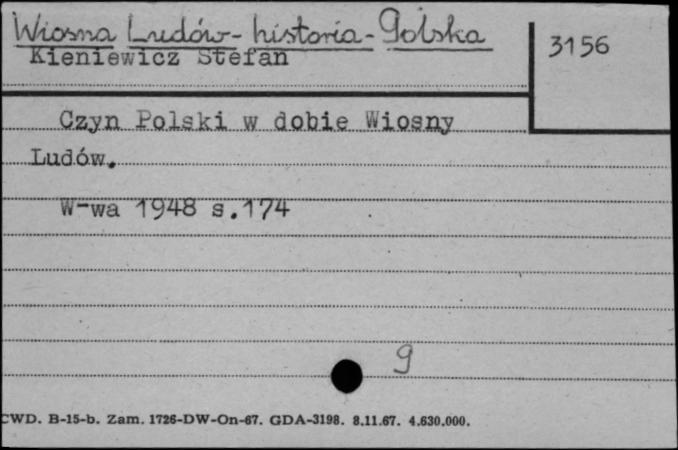 Wiosna Ludów - historia - Polska
3156
Kieniewicz Stefan
Czyn Polski w dobie Wiosny
Ludów.
W-wa 1948 s.174
9
CWD. B-15-b. Zam. 1726-DW-On-67. GDA-3198. 8.11.67. 4.630.000.